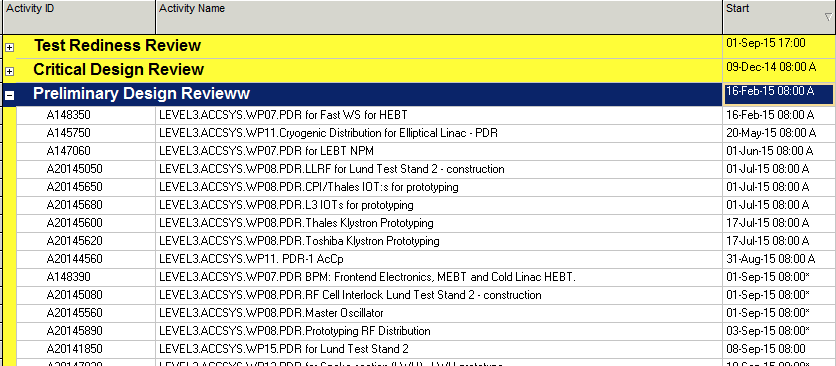 Activity ID Activity Name Start
Test Rediness Review 01-Sep-15 17:00
Critical Design Review 09-Dec-14 08:00 A
Preliminary Design Revieww 16-Feb-15 08:00 A
A148350 LEVEL3.ACCSYS.WP07.PDR for Fast WS for HEBT 16-Feb-15 08:00 A
A145750 LEVEL3.ACCSYS.WP11.Cryogenic Distribution for Elliptical Linac - PDR 20-May-15 08:00 A
A147060 LEVEL3.ACCSYS.WP07.PDR for LEBT NPM 01-Jun-15 08:00 A
A20145050 LEVEL3.ACCSYS.WP08.PDR.LLRF for Lund Test Stand 2 - construction 01-Jul-15 08:00 A
A20145650 LEVEL3.ACCSYS.WP08.PDR.CPI/Thales IOT:s for prototyping 01-Jul-15 08:00 A
A20145680 LEVEL3.ACCSYS.WP08.PDR.L3 IOTs for prototyping 01-Jul-15 08:00 A
A20145600 LEVEL3.ACCSYS.WP08.PDR.Thales Klystron Prototyping 17-Jul-15 08:00 A
A20145620 LEVEL3.ACCSYS.WP08.PDR.Toshiba Klystron Prototyping 17-Jul-15 08:00 A
A20144560 LEVEL3.ACCSYS.WP11. PDR-1 AcCp 31-Aug-15 08:00 A
A148390 LEVEL3.ACCSYS.WP07.PDR BPM: Frontend Electronics, MEBT and Cold Linac HEBT. 01-Sep-15 08:00*
A20145080 LEVEL3.ACCSYS.WP08.PDR.RF Cell Interlock Lund Test Stand 2 - construction 01-Sep-15 08:00*
A20145560 LEVEL3.ACCSYS.WP08.PDR.Master Oscillator 01-Sep-15 08:00*
A20145890 LEVEL3.ACCSYS.WP08.PDR.Prototyping RF Distribution 03-Sep-15 08:00*
A20141850 LEVEL3.ACCSYS.WP15.PDR for Lund Test Stand 2 08-Sep-15 08:00